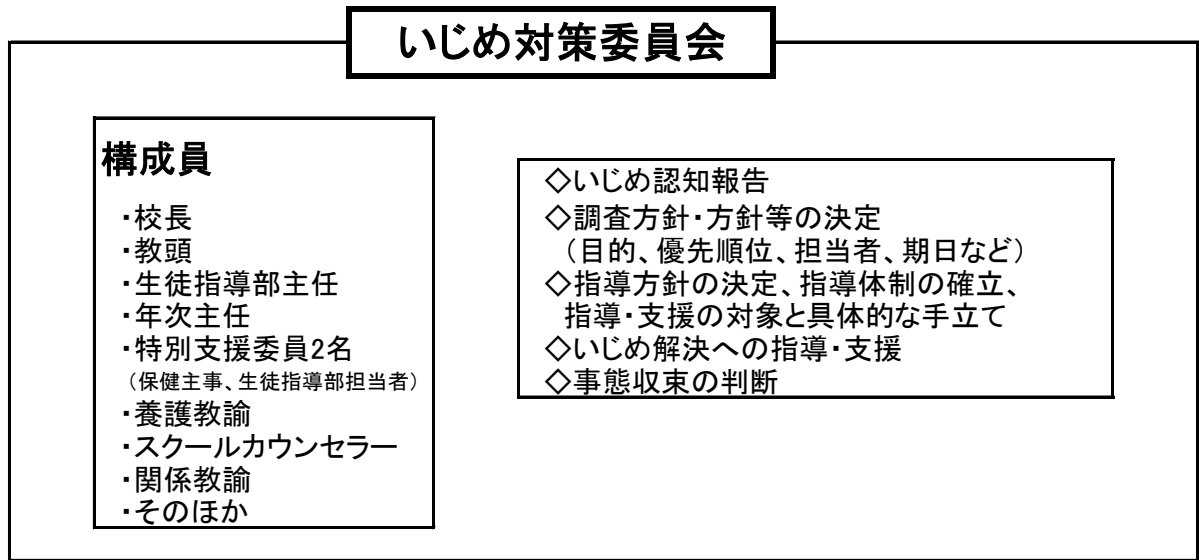 いじめ対策委員会
構成員
・校長
・教頭
・生徒指導部主任
・年次主任
・特別支援委員2名
（保健主事、生徒指導部担当者）
・養護教諭
・スクールカウンセラー
・関係教諭
・そのほか
◇いじめ認知報告
◇調査方針・方針等の決定
（目的、優先順位、担当者、期日など）
◇指導方針の決定、指導体制の確立、
指導・支援の対象と具体的な手立て
◇いじめ解決への指導・支援
◇事態収束の判断